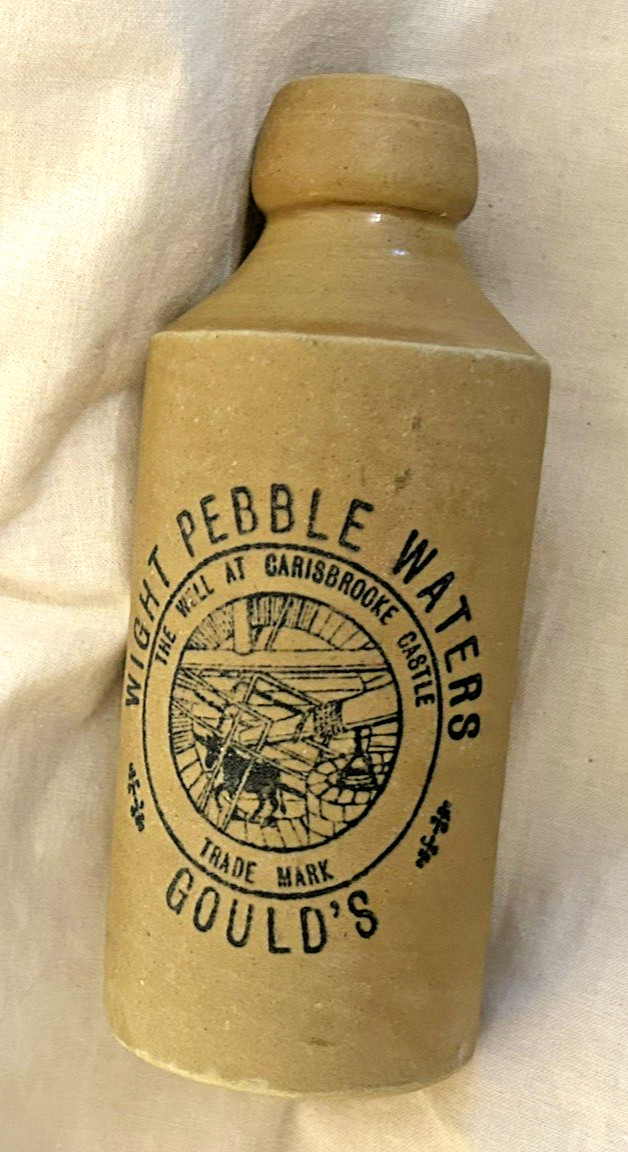 WIGHT PEBBLE WATERS
THE WELL AT CARISBROOKE CASTLE
TRADE MARK
GOULD'S